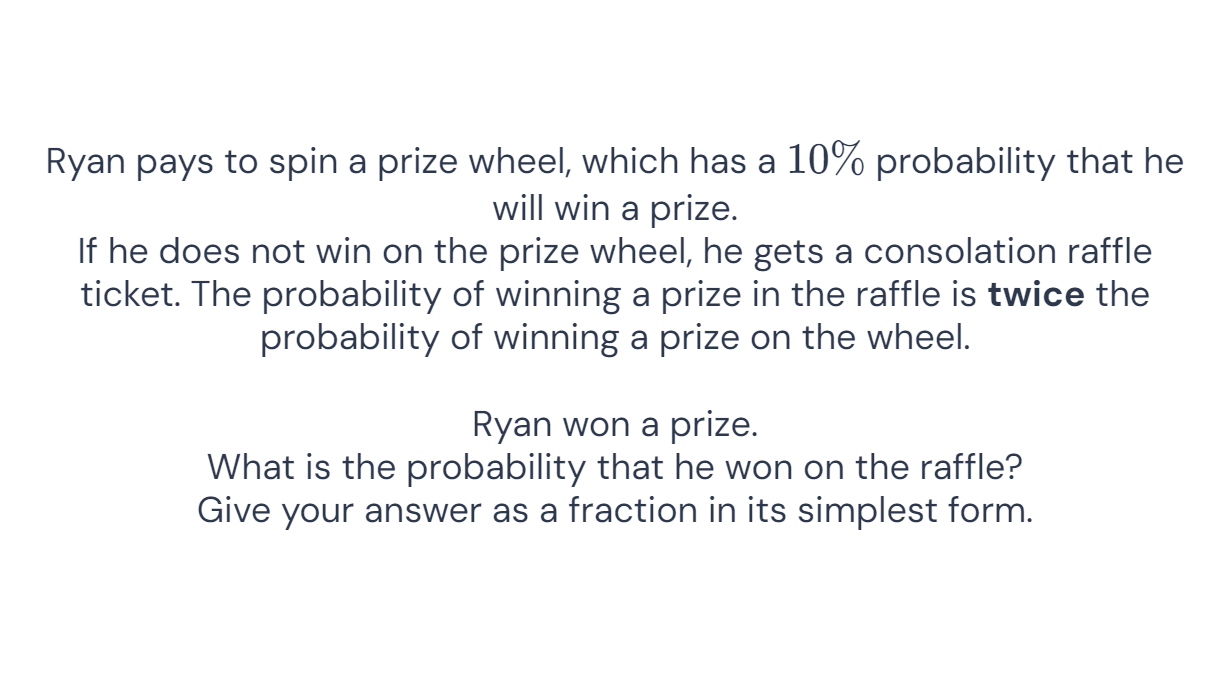 Ryan pays to spin a prize wheel, which has a 10% probability that he
will win a prize.
If he does not win on the prize wheel, he gets a consolation raffle
ticket. The probability of winning a prize in the raffle is twice the
probability of winning a prize on the wheel.
Ryan won a prize.
What is the probability that he won on the raffle?
Give your answer as a fraction in its simplest form.